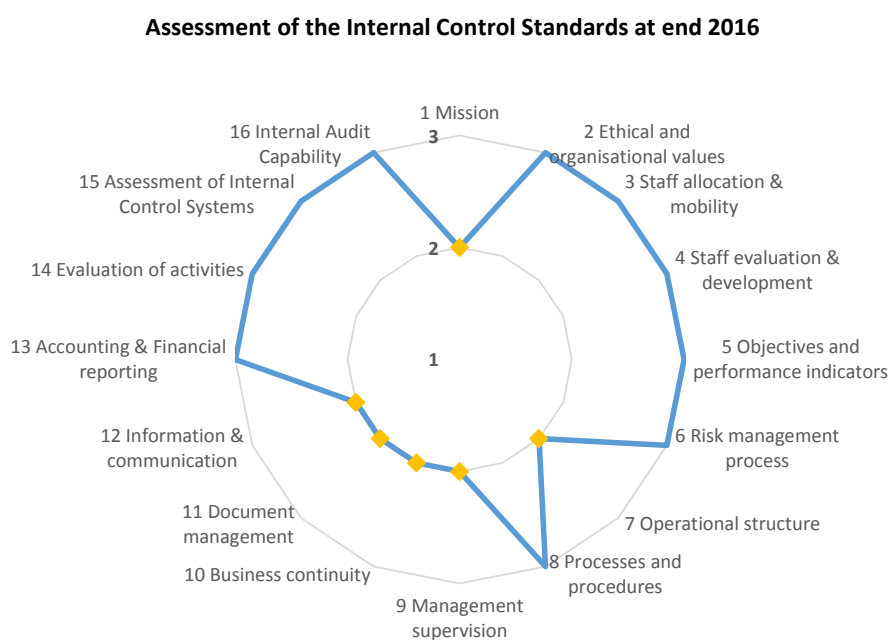 Assessment of the Internal Control Standards at end 2016
1 Mission
2 Ethical and
organisational values
3 Staff allocation &
mobility
4 Staff evaluation &
development
5 Objectives and
performance indicators
6 Risk management
process
7 Operational structure
8 Processes and
procedures
9 Management
supervision
10 Business continuity
11 Document
management
12 Information &
communication
13 Accounting & Financial
reporting
14 Evaluation of activities
15 Assessment of Internal
Control Systems
16 Internal Audit
Capability
3
2
1